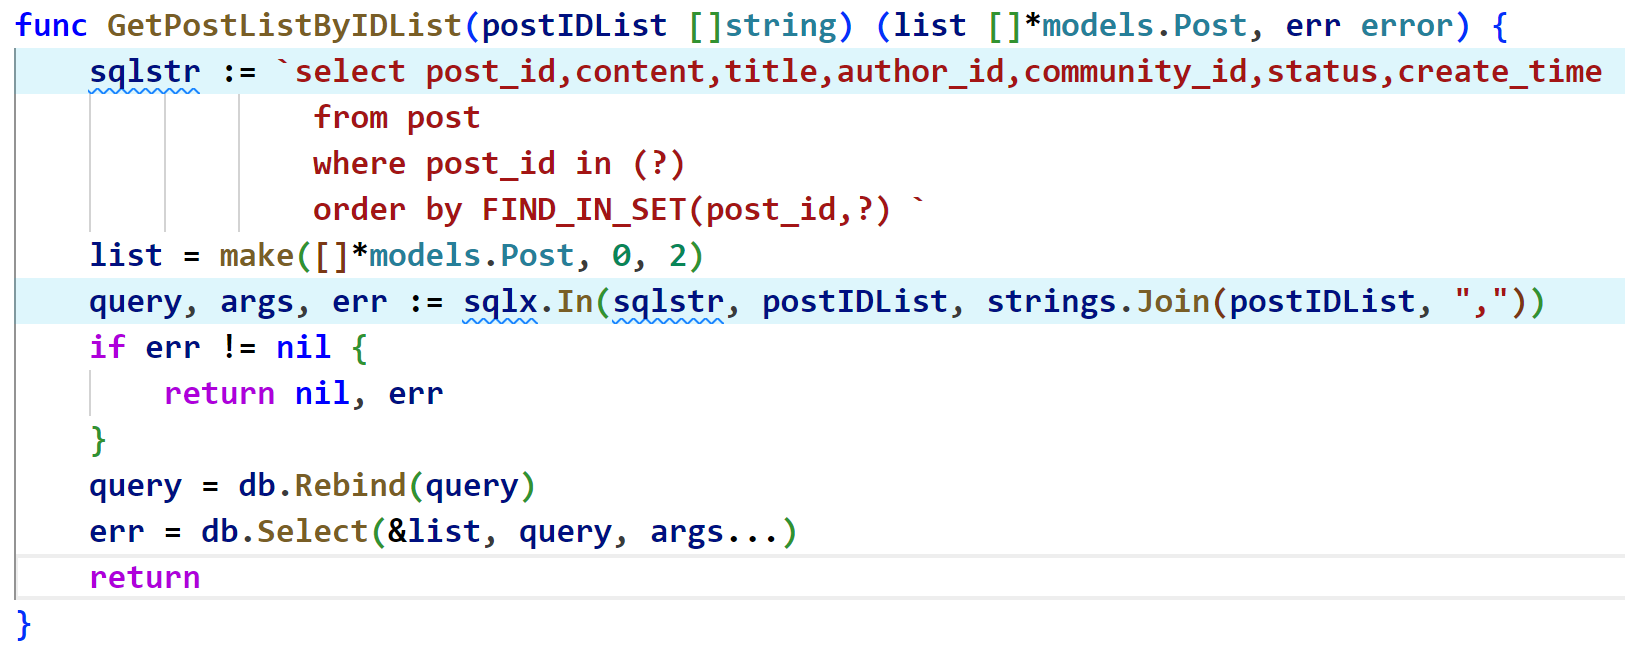 func GetPostListByIDList(postIDList []string) (list []*models.Post, err error) {
    sqlstr := `select post_id,content,title,author_id,community_id,status,create_time
                from post
                where post_id in (?)
                order by FIND_IN_SET(post_id,?) `
    list = make([]*models.Post, 0, 2)
    query, args, err := sqlx.In(sqlstr, postIDList, strings.Join(postIDList, ","))
    if err != nil {
        return nil, err
    }
    query = db.Rebind(query)
    err = db.Select(&list, query, args...)
    return
}